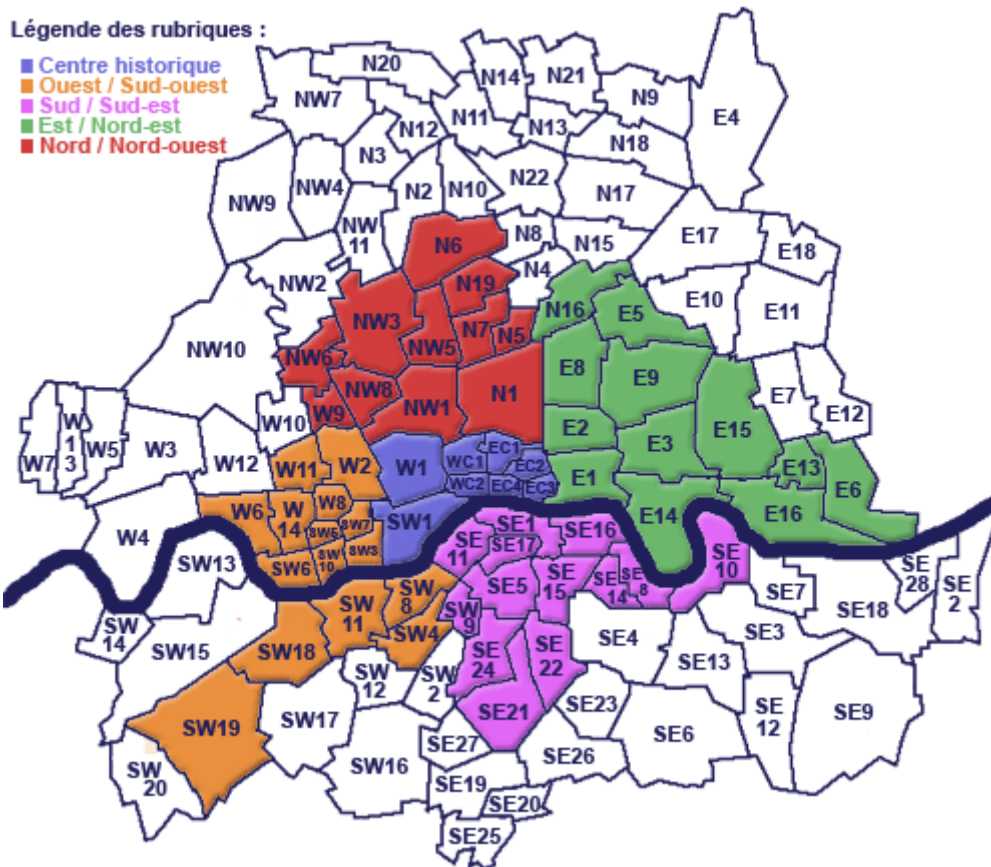 Légende des rubriques :
Centre historique
Ouest / Sud-ouest
Sud / Sud-est
Est / Nord-est
Nord / Nord-ouest
N20
N14
N21
NW7
N9
N11
E4
N12
N13
N18
N3
NW4
N2
N10
N22
N17
NW9
NW
11
N8
N15
E17
E18
N6
N4
NW2
N19
E10
E11
N16
E5
NW3
N7
N5
NW10
NW6
NW5
E8
E9
NW8
N1
E7
E12
W9
NW1
W10
E2
E3
E15
W7
W
1
3
W5
W3
W12
W11
W2
W1
WC1
EC1
EC2
WC2
EC4
EC3
E1
E13
E6
W6
W
14
W8
SW5
SW7
SW1
E14
E16
W4
SW6
SW
10
SW3
SE1
SE16
SW13
SE
11
SE17
SE
10
SE
28
SE
2
SW
14
SW
11
SW
8
SE5
SE
15
SE
14
SE
8
SE7
SE18
SW15
SW18
SW4
SW
9
SE4
SE3
SE
24
SE
22
SE13
SW
12
SW
2
SW19
SW17
SE21
SE23
SE6
SE
12
SE9
SW
20
SW16
SE27
SE26
SE19
SE20
SE25